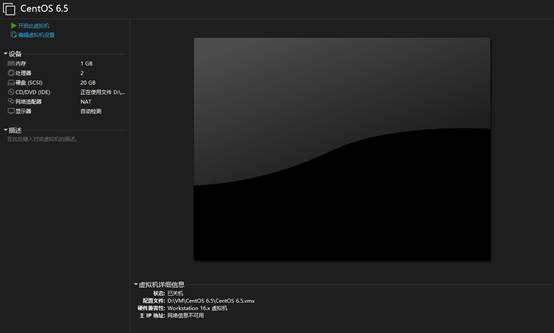 CentOS 6.5
开启此虚拟机
编辑虚拟机设置
设备
内存 1 GB
处理器 2
硬盘 (SCSI) 20 GB
CD/DVD (IDE) 正在使用文件 D:\...
网络适配器 NAT
显示器 自动检测
描述
在此处键入对该虚拟机的描述。
虚拟机详细信息
状态: 已关机
配置文件: D:\VM\CentOS 6.5\CentOS 6.5.vmx
硬件兼容性: Workstation 16.x 虚拟机
主 IP 地址: 网络信息不可用